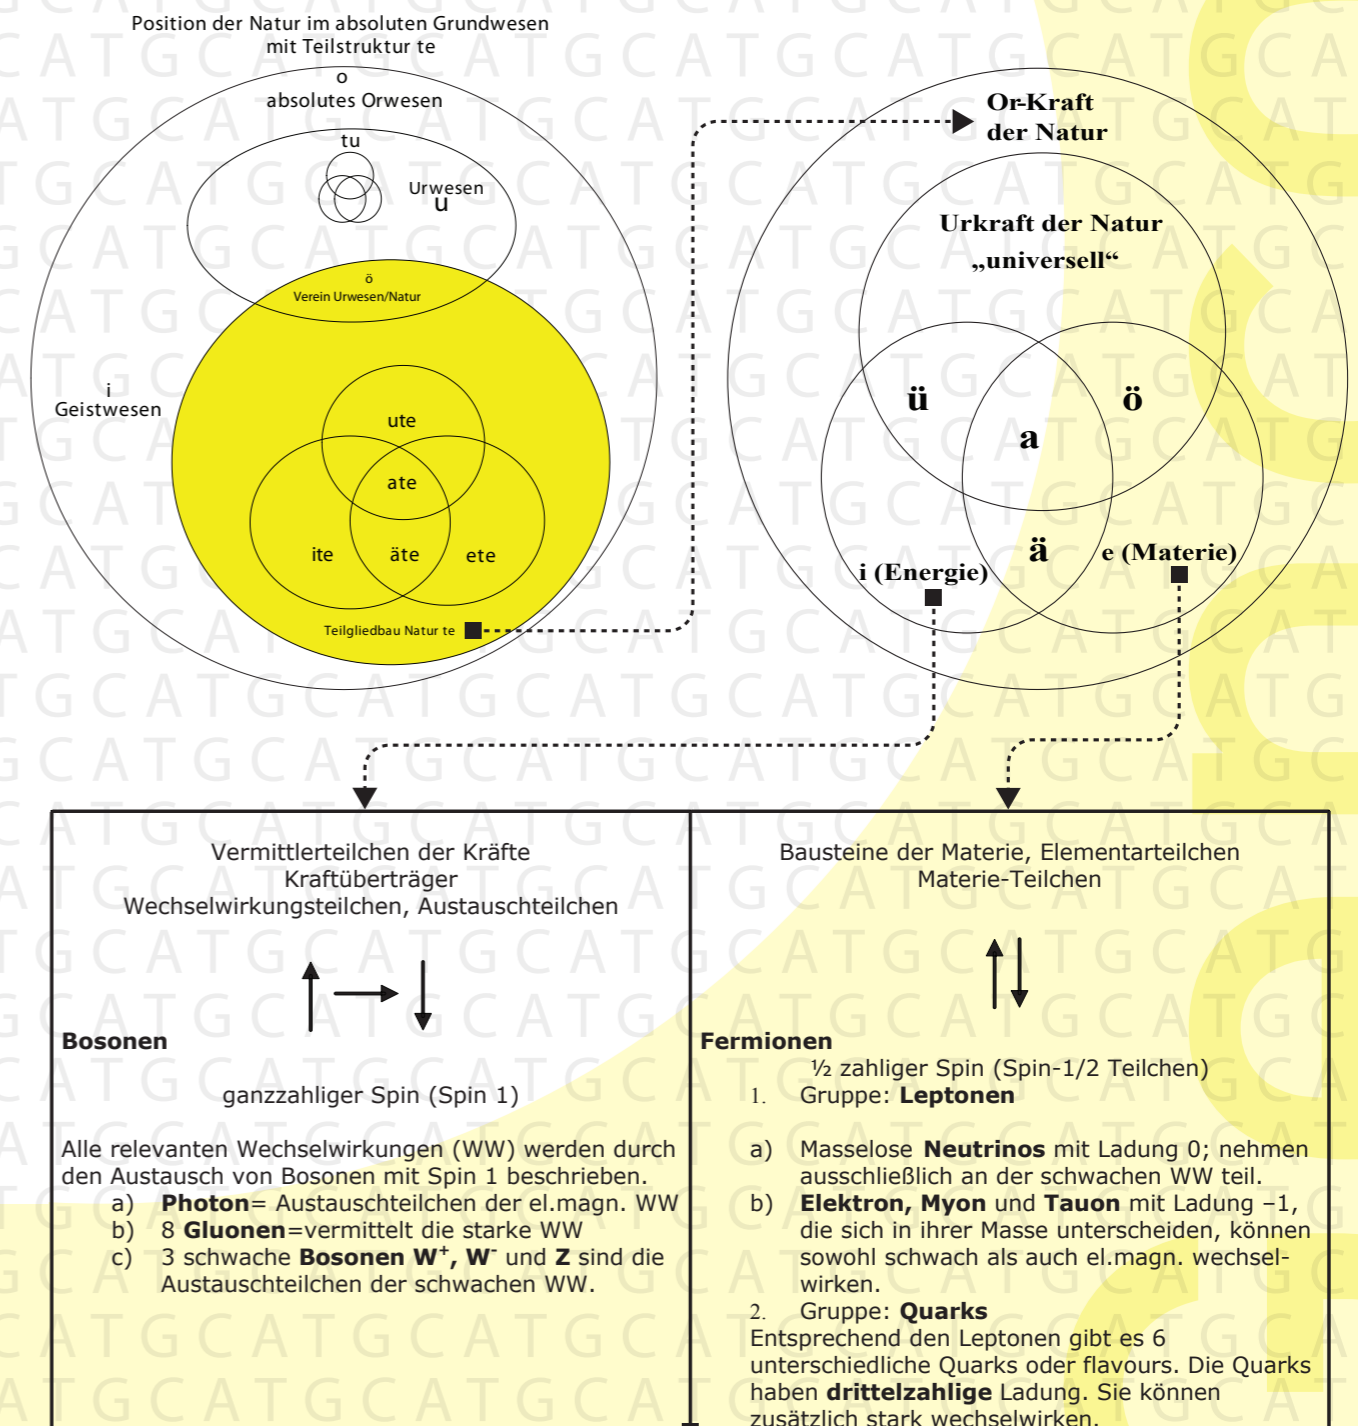 Position der Natur im absoluten Grundwesen
mit Teilstruktur te
o
absolutes Orwesen
tu
Urwesen
u
ö
Verein Urwesen/Natur
i
Geistwesen
ute
ate
ite
äte
ete
Teilgliedbau Natur te
Or-Kraft
der Natur
Urkraft der Natur
„universell“
ü
ö
a
ä
i (Energie)
e (Materie)
Vermittlerteilchen der Kräfte
Kraftüberträger
Wechselwirkungsteilchen, Austauschteilchen
Bosonen
ganzzahliger Spin (Spin 1)
Alle relevanten Wechselwirkungen (WW) werden durch
den Austausch von Bosonen mit Spin 1 beschrieben.
a) Photon= Austauschteilchen der el.magn. WW
b) 8 Gluonen=vermittelt die starke WW
c) 3 schwache Bosonen W⁺, W⁻ und Z sind die
Austauschteilchen der schwachen WW.
Bausteine der Materie, Elementarteilchen
Materie-Teilchen
Fermionen
½ zahliger Spin (Spin-1/2 Teilchen)
1. Gruppe: Leptonen
a) Masselose Neutrinos mit Ladung 0; nehmen
ausschließlich an der schwachen WW teil.
b) Elektron, Myon und Tauon mit Ladung –1,
die sich in ihrer Masse unterscheiden, können
sowohl schwach als auch el.magn. wechsel-
wirken.
2. Gruppe: Quarks
Entsprechend den Leptonen gibt es 6
unterschiedliche Quarks oder flavours. Die Quarks
haben drittelzahlige Ladung. Sie können
zusätzlich stark wechselwirken.